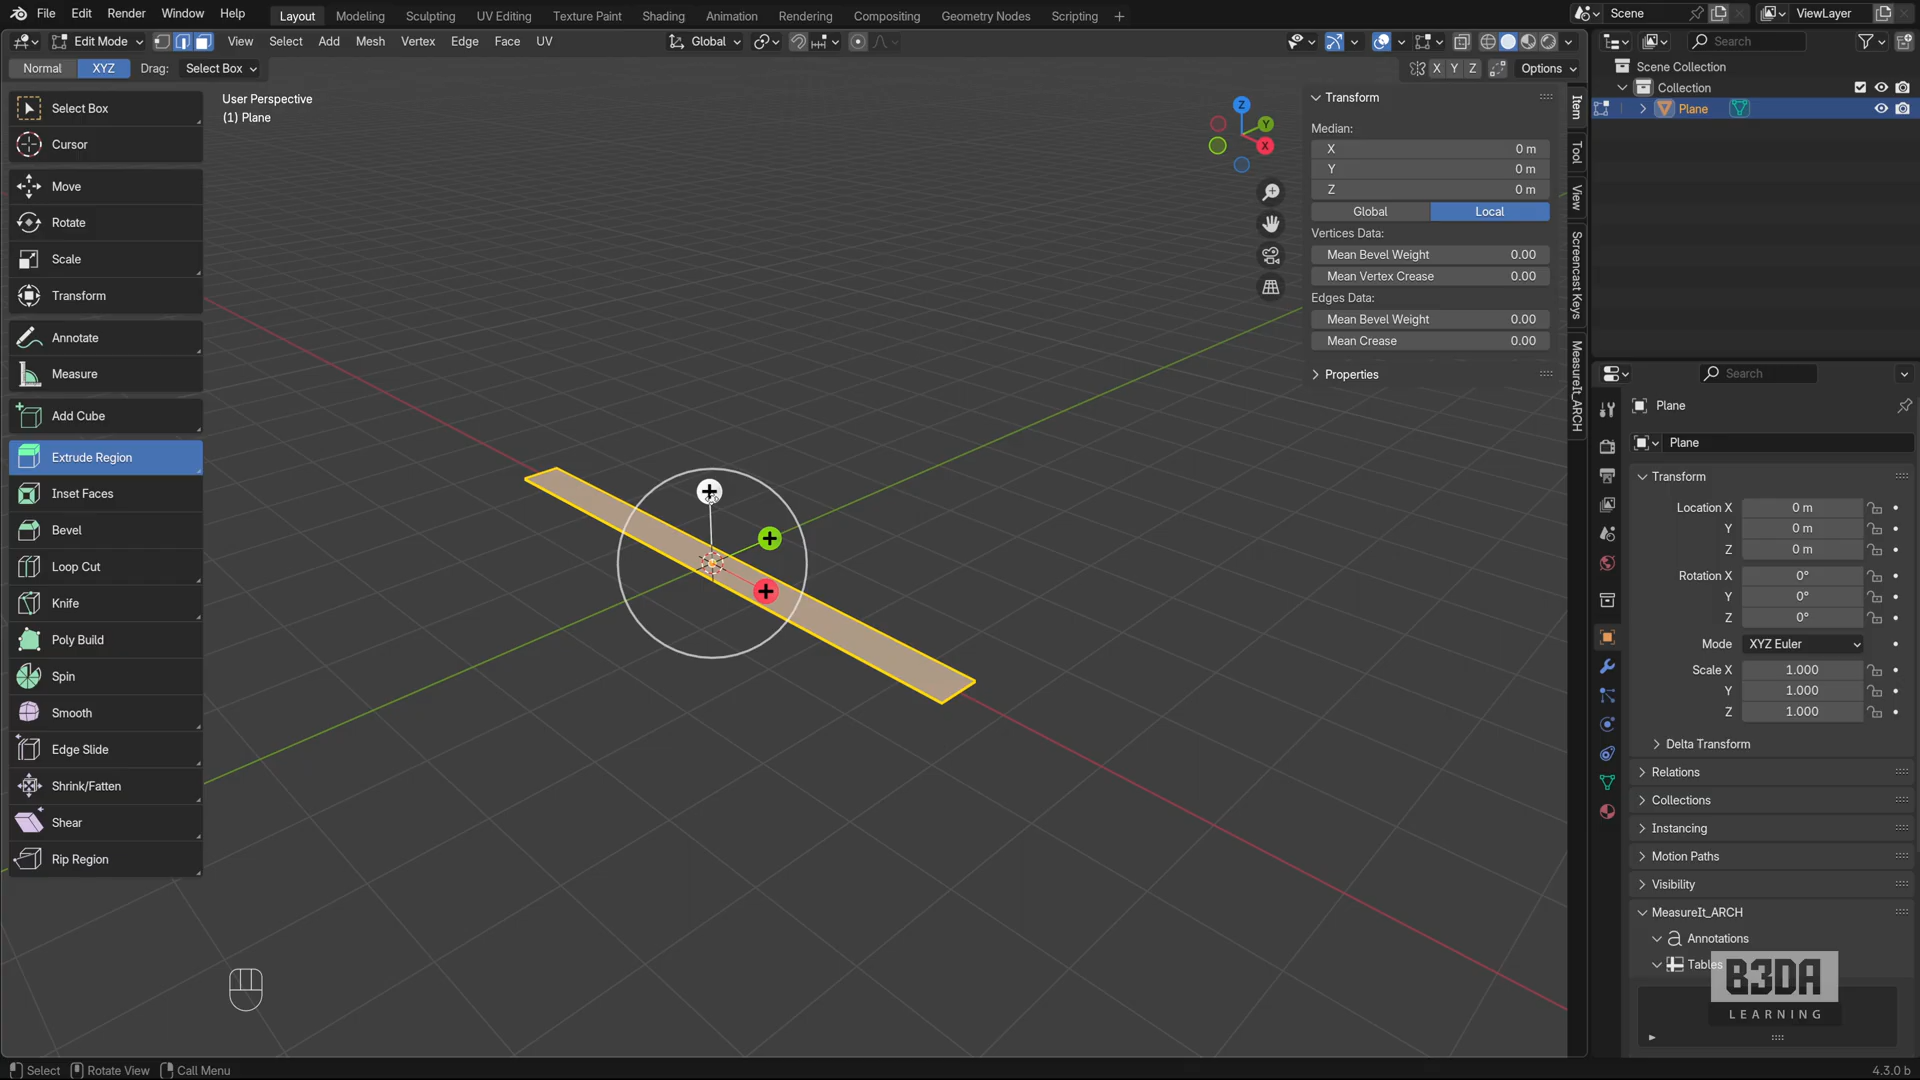 File Edit Render Window Help Layout Modeling Sculpting UV Editing Texture Paint Shading Animation Rendering Compositing Geometry Nodes Scripting + Scene ViewLayer
Edit Mode View Select Add Mesh Vertex Edge Face UV Global Search
Normal XYZ Drag: Select Box X Y Z Options
Scene Collection
Collection
Plane
Select Box
Cursor
Move
Rotate
Scale
Transform
Annotate
Measure
Add Cube
Extrude Region
Inset Faces
Bevel
Loop Cut
Knife
Poly Build
Spin
Smooth
Edge Slide
Shrink/Fatten
Shear
Rip Region
User Perspective
(1) Plane
Z
Y
X
Transform
Median:
X 0 m
Y 0 m
Z 0 m
Global Local
Vertices Data:
Mean Bevel Weight 0.00
Mean Vertex Crease 0.00
Edges Data:
Mean Bevel Weight 0.00
Mean Crease 0.00
Properties
Item
Tool
View
Screencast Keys
MeasureIt_ARCH
Search
Plane
Plane
Transform
Location X 0 m
Y 0 m
Z 0 m
Rotation X 0°
Y 0°
Z 0°
Mode XYZ Euler
Scale X 1.000
Y 1.000
Z 1.000
Delta Transform
Relations
Collections
Instancing
Motion Paths
Visibility
MeasureIt_ARCH
a Annotations
Tables
B3DA
LEARNING
Select Rotate View Call Menu 4.3.0 b